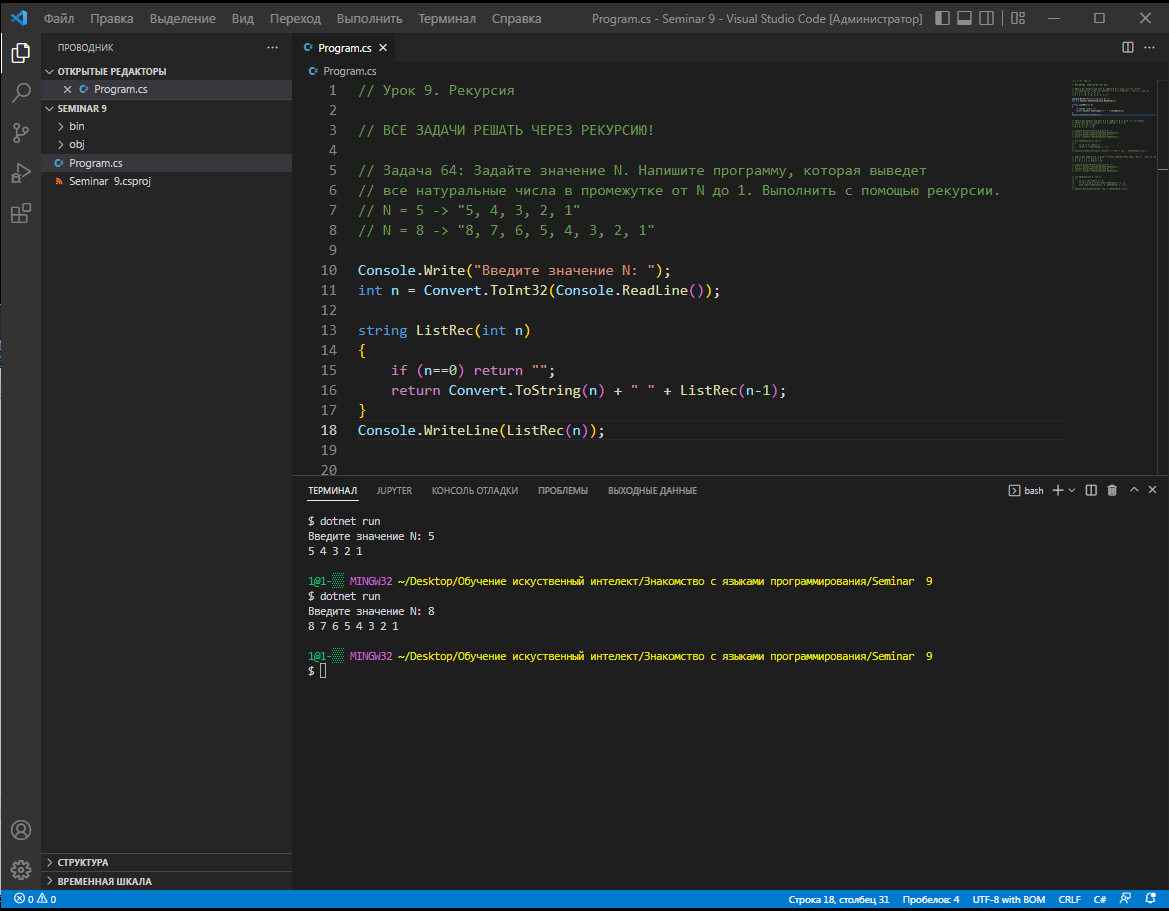 Файл Правка Выделение Вид Переход Выполнить Терминал Справка Program.cs - Seminar 9 - Visual Studio Code [Администратор]
ПРОВОДНИК
ОТКРЫТЫЕ РЕДАКТОРЫ
Program.cs
SEMINAR 9
bin
obj
Program.cs
Seminar 9.csproj
СТРУКТУРА
ВРЕМЕННАЯ ШКАЛА
Program.cs
Program.cs
1 // Урок 9. Рекурсия
2
3 // ВСЕ ЗАДАЧИ РЕШАТЬ ЧЕРЕЗ РЕКУРСИЮ!
4
5 // Задача 64: Задайте значение N. Напишите программу, которая выведет
6 // все натуральные числа в промежутке от N до 1. Выполнить с помощью рекурсии.
7 // N = 5 -> "5, 4, 3, 2, 1"
8 // N = 8 -> "8, 7, 6, 5, 4, 3, 2, 1"
9
10 Console.Write("Введите значение N: ");
11 int n = Convert.ToInt32(Console.ReadLine());
12
13 string ListRec(int n)
14 {
15 if (n==0) return "";
16 return Convert.ToString(n) + " " + ListRec(n-1);
17 }
18 Console.WriteLine(ListRec(n));
19
20
ТЕРМИНАЛ JUPYTER КОНСОЛЬ ОТЛАДКИ ПРОБЛЕМЫ ВЫХОДНЫЕ ДАННЫЕ bash
$ dotnet run
Введите значение N: 5
5 4 3 2 1
1@1-▒▒ MINGW32 ~/Desktop/Обучение искуственный интелект/Знакомство с языками программирования/Seminar 9
$ dotnet run
Введите значение N: 8
8 7 6 5 4 3 2 1
1@1-▒▒ MINGW32 ~/Desktop/Обучение искуственный интелект/Знакомство с языками программирования/Seminar 9
$
0 0 Строка 18, столбец 31 Пробелов: 4 UTF-8 with BOM CRLF C#